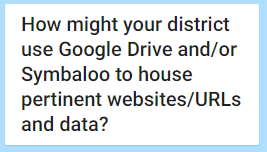 How might your district
use Google Drive and/or
Symbaloo to house
pertinent websites/URLs
and data?